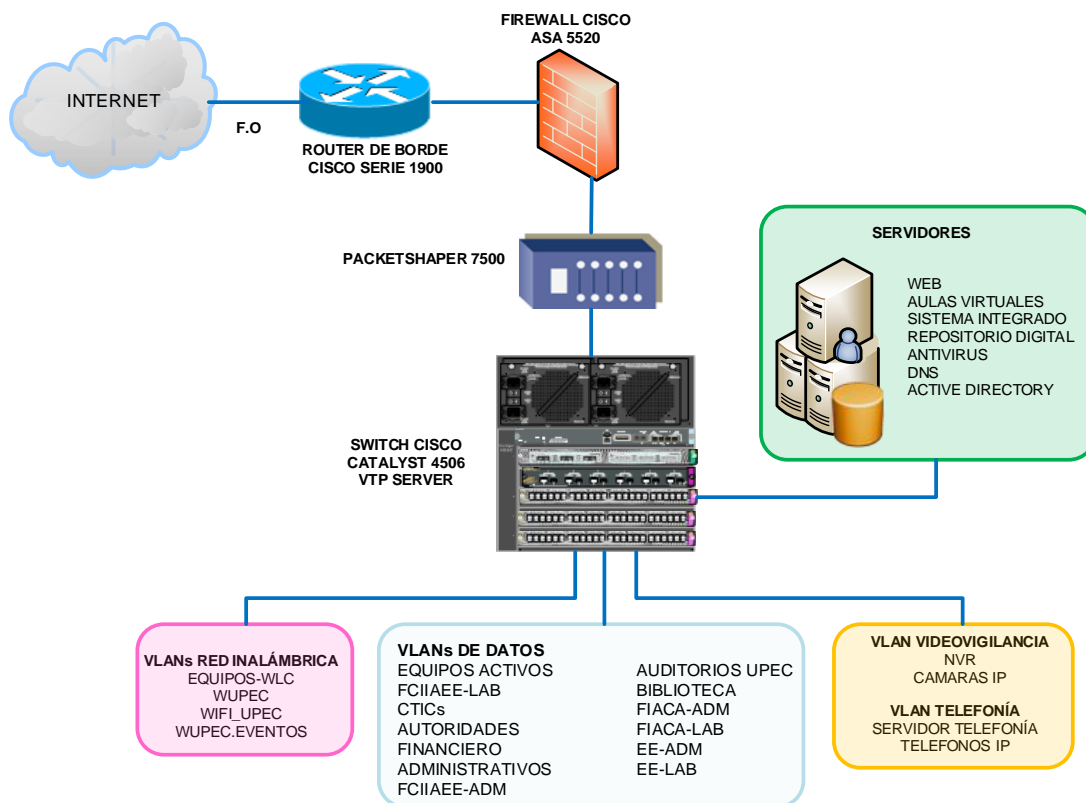 FIREWALL CISCO
ASA 5520
INTERNET
F.O
ROUTER DE BORDE
CISCO SERIE 1900
PACKETSHAPER 7500
SERVIDORES
WEB
AULAS VIRTUALES
SISTEMA INTEGRADO
REPOSITORIO DIGITAL
ANTIVIRUS
DNS
ACTIVE DIRECTORY
SWITCH CISCO
CATALYST 4506
VTP SERVER
VLANs RED INALÁMBRICA
EQUIPOS-WLC
WUPEC
WIFI_UPEC
WUPEC.EVENTOS
VLANs DE DATOS
EQUIPOS ACTIVOS
FCIIAEE-LAB
CTICs
AUTORIDADES
FINANCIERO
ADMINISTRATIVOS
FCIIAEE-ADM
AUDITORIOS UPEC
BIBLIOTECA
FIACA-ADM
FIACA-LAB
EE-ADM
EE-LAB
VLAN VIDEOVIGILANCIA
NVR
CAMARAS IP
VLAN TELEFONÍA
SERVIDOR TELEFONÍA
TELEFONOS IP